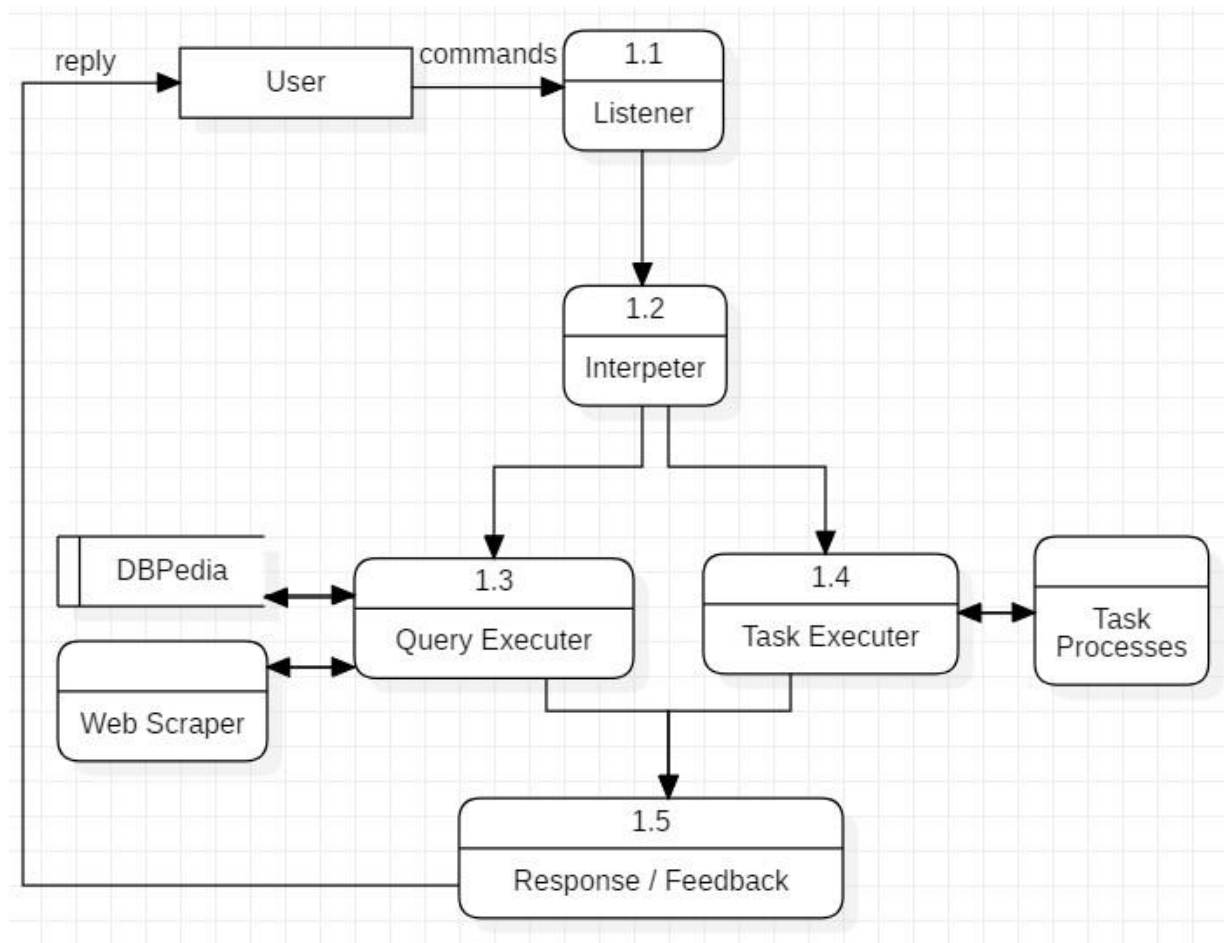 reply
User
commands
1.1
Listener
1.2
Interpeter
DBPedia
1.3
Query Executer
1.4
Task Executer
Task
Processes
Web Scraper
1.5
Response / Feedback